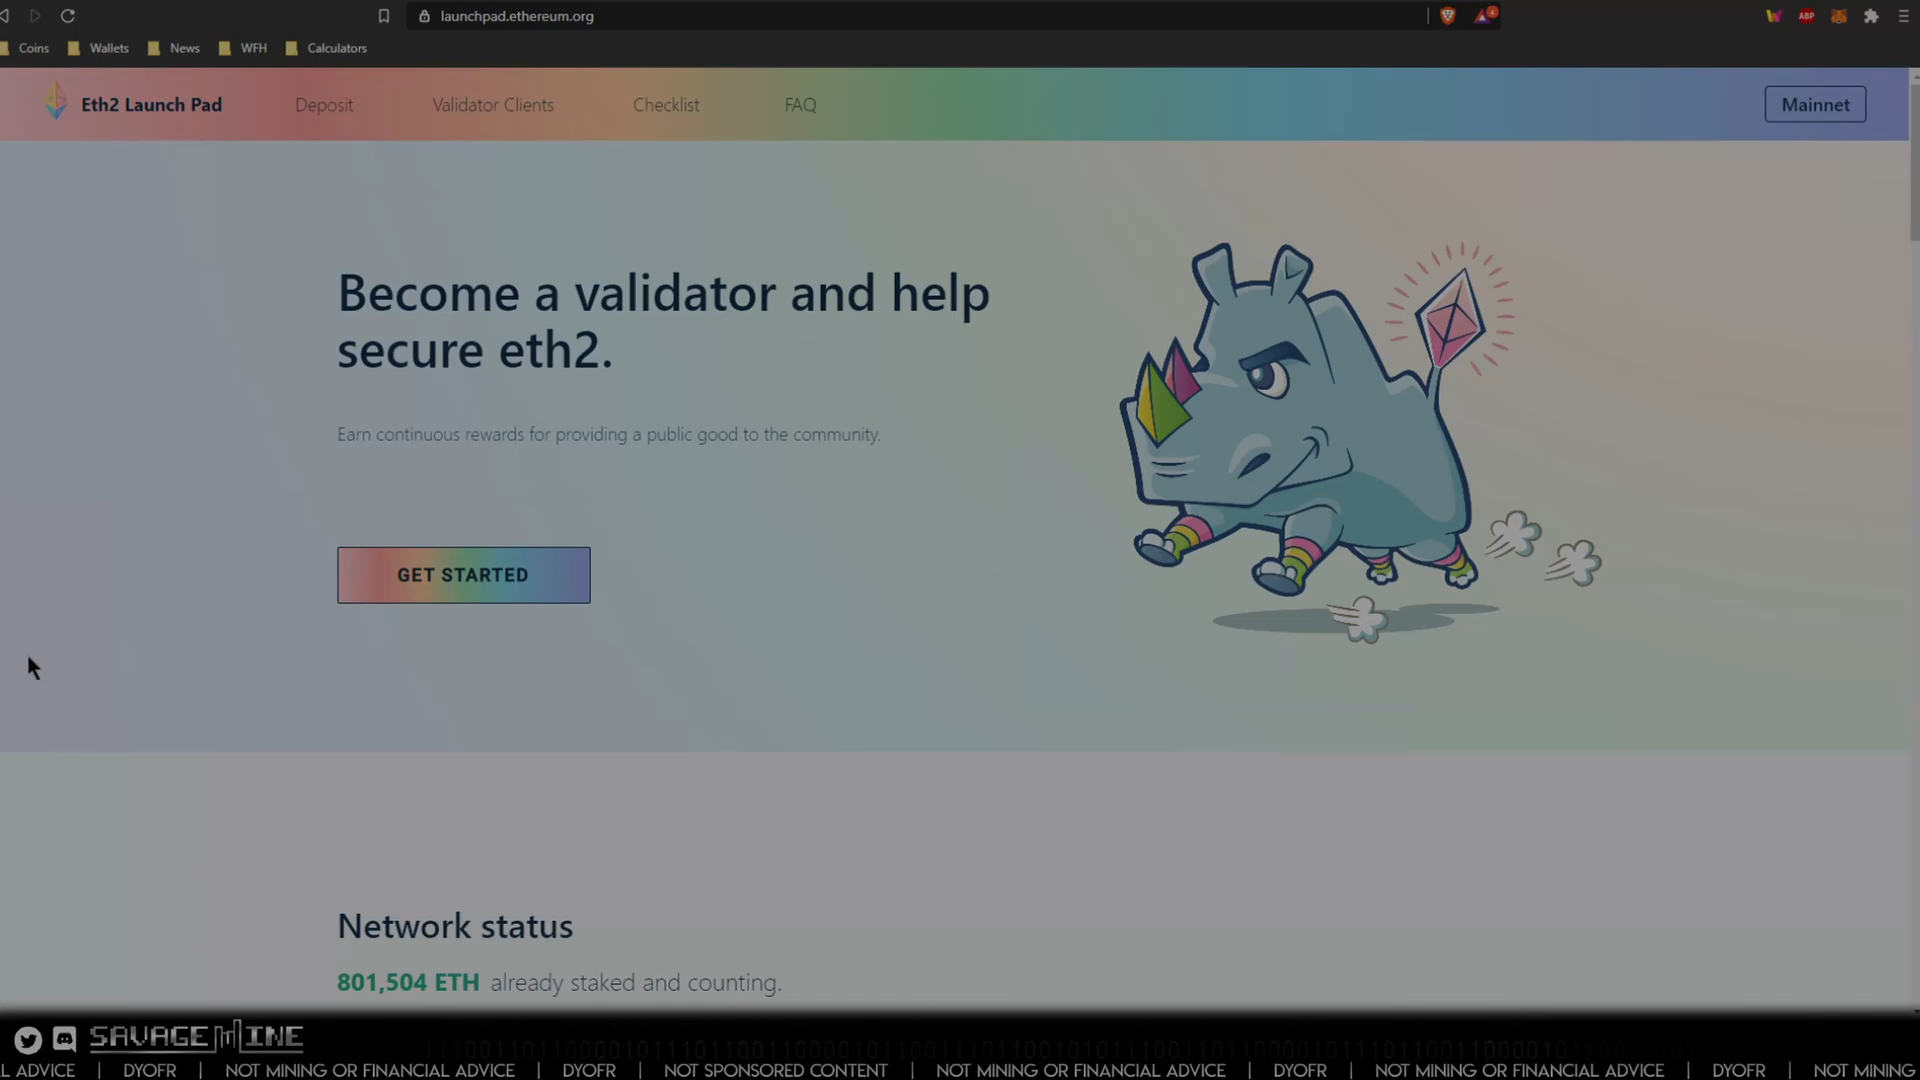 launchpad.ethereum.org
4
ABP
Coins Wallets News WFH Calculators
Eth2 Launch Pad Deposit Validator Clients Checklist FAQ Mainnet
Become a validator and help
secure eth2.
Earn continuous rewards for providing a public good to the community.
GET STARTED
Network status
801,504 ETH already staked and counting.
SAVAGE MINE
L ADVICE | DYOFR | NOT MINING OR FINANCIAL ADVICE | DYOFR | NOT SPONSORED CONTENT | NOT MINING OR FINANCIAL ADVICE | DYOFR | NOT MINING OR FINANCIAL ADVICE | DYOFR | NOT MINING